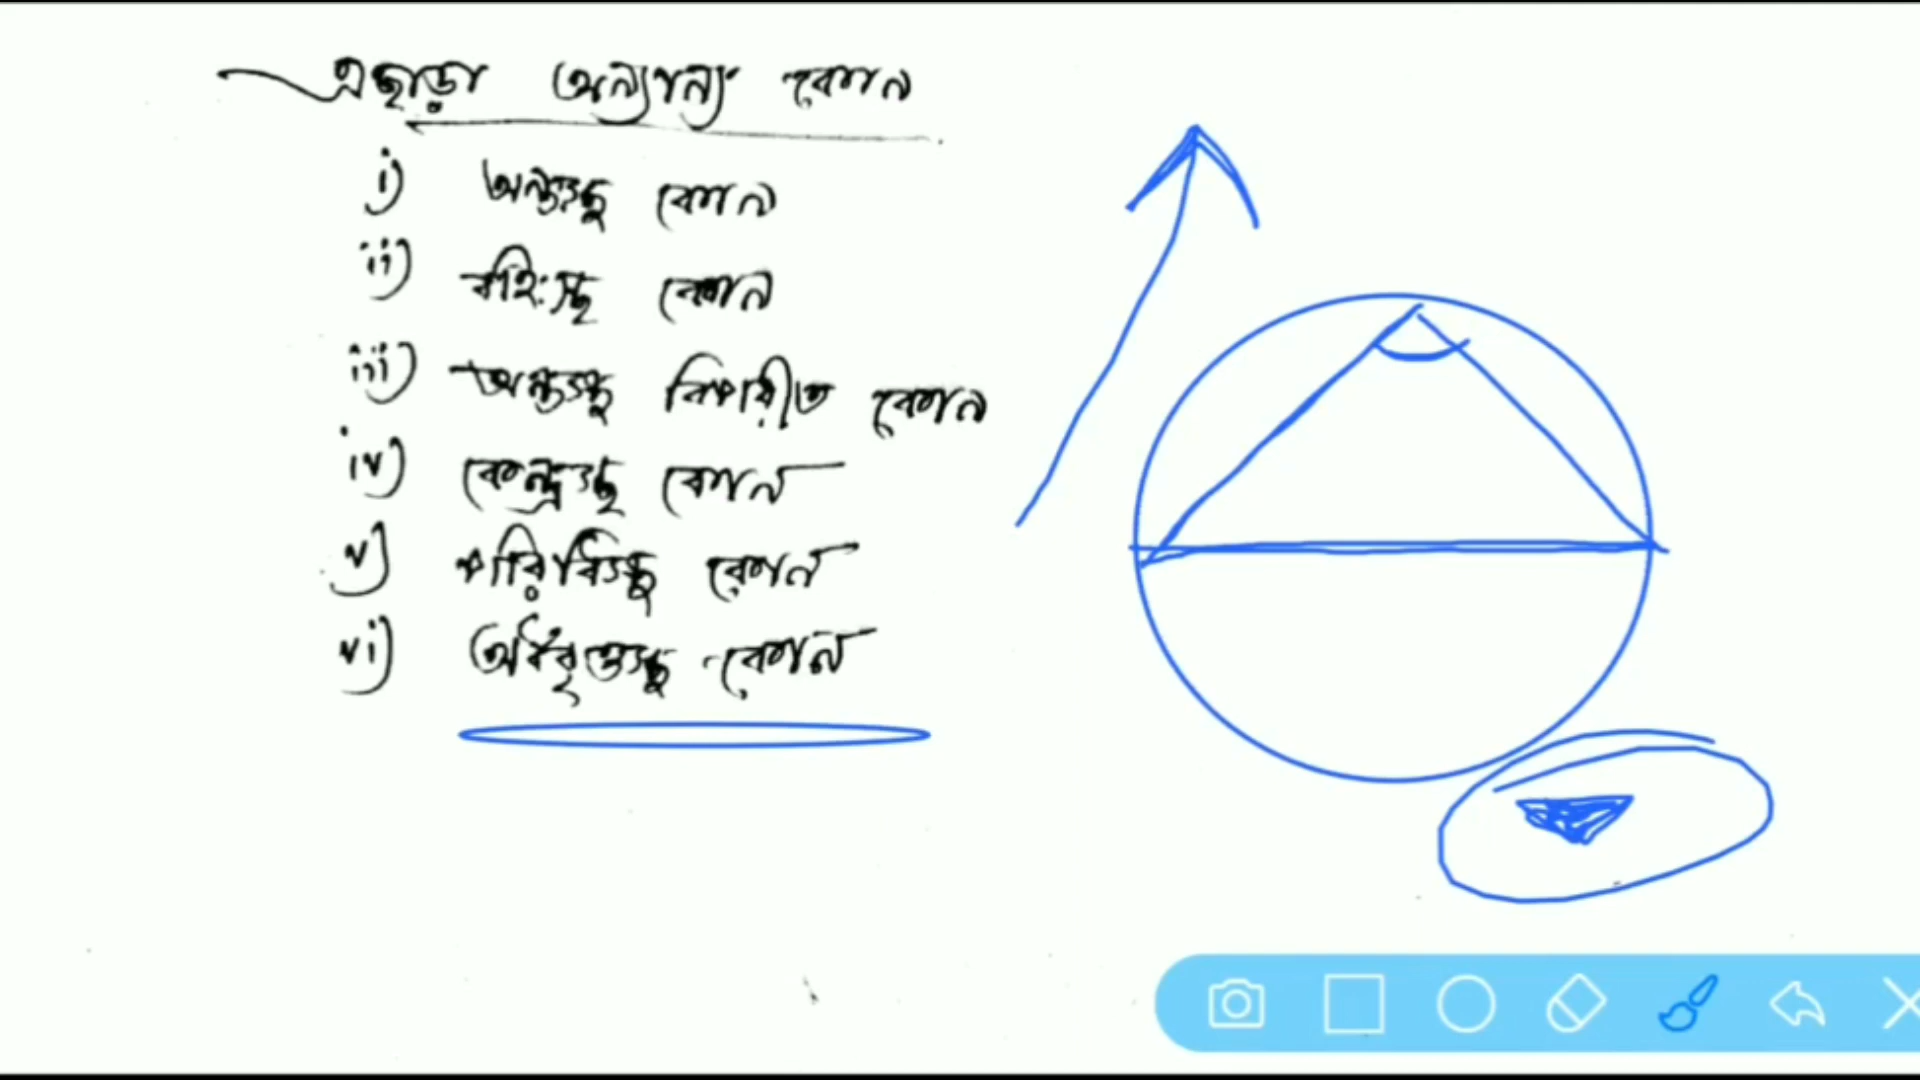 এছাড়া অন্যান্য কোন
i) অন্তঃস্থ কোন
ii) বহিঃস্থ কোন
iii) অন্তঃস্থ বিপরীত কোন
iv) কেন্দ্রস্থ কোন
v) পরিধিস্থ কোন
vi) অর্ধবৃত্তস্থ কোন